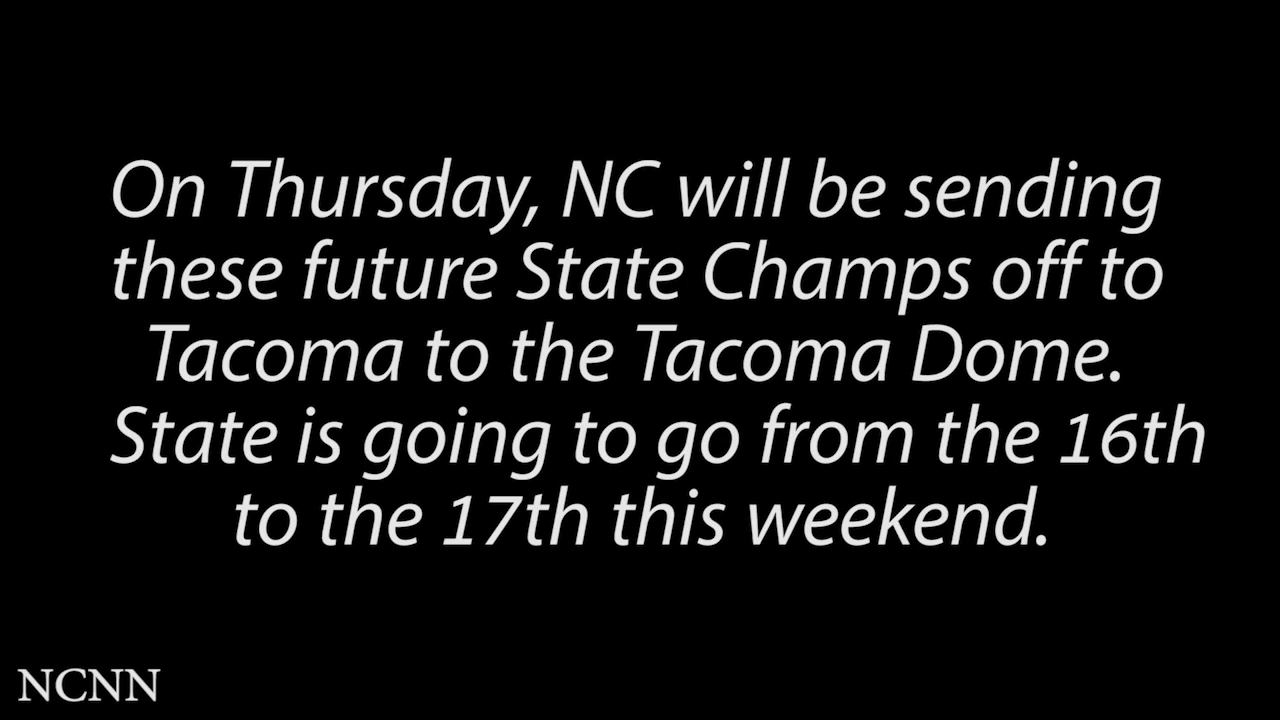 On Thursday, NC will be sending
these future State Champs off to
Tacoma to the Tacoma Dome.
State is going to go from the 16th
to the 17th this weekend.
NCNN